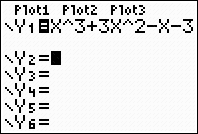 Plot1 Plot2 Plot3
\Y1=X^3+3X^2-X-3
\Y2=
\Y3=
\Y4=
\Y5=
\Y6=